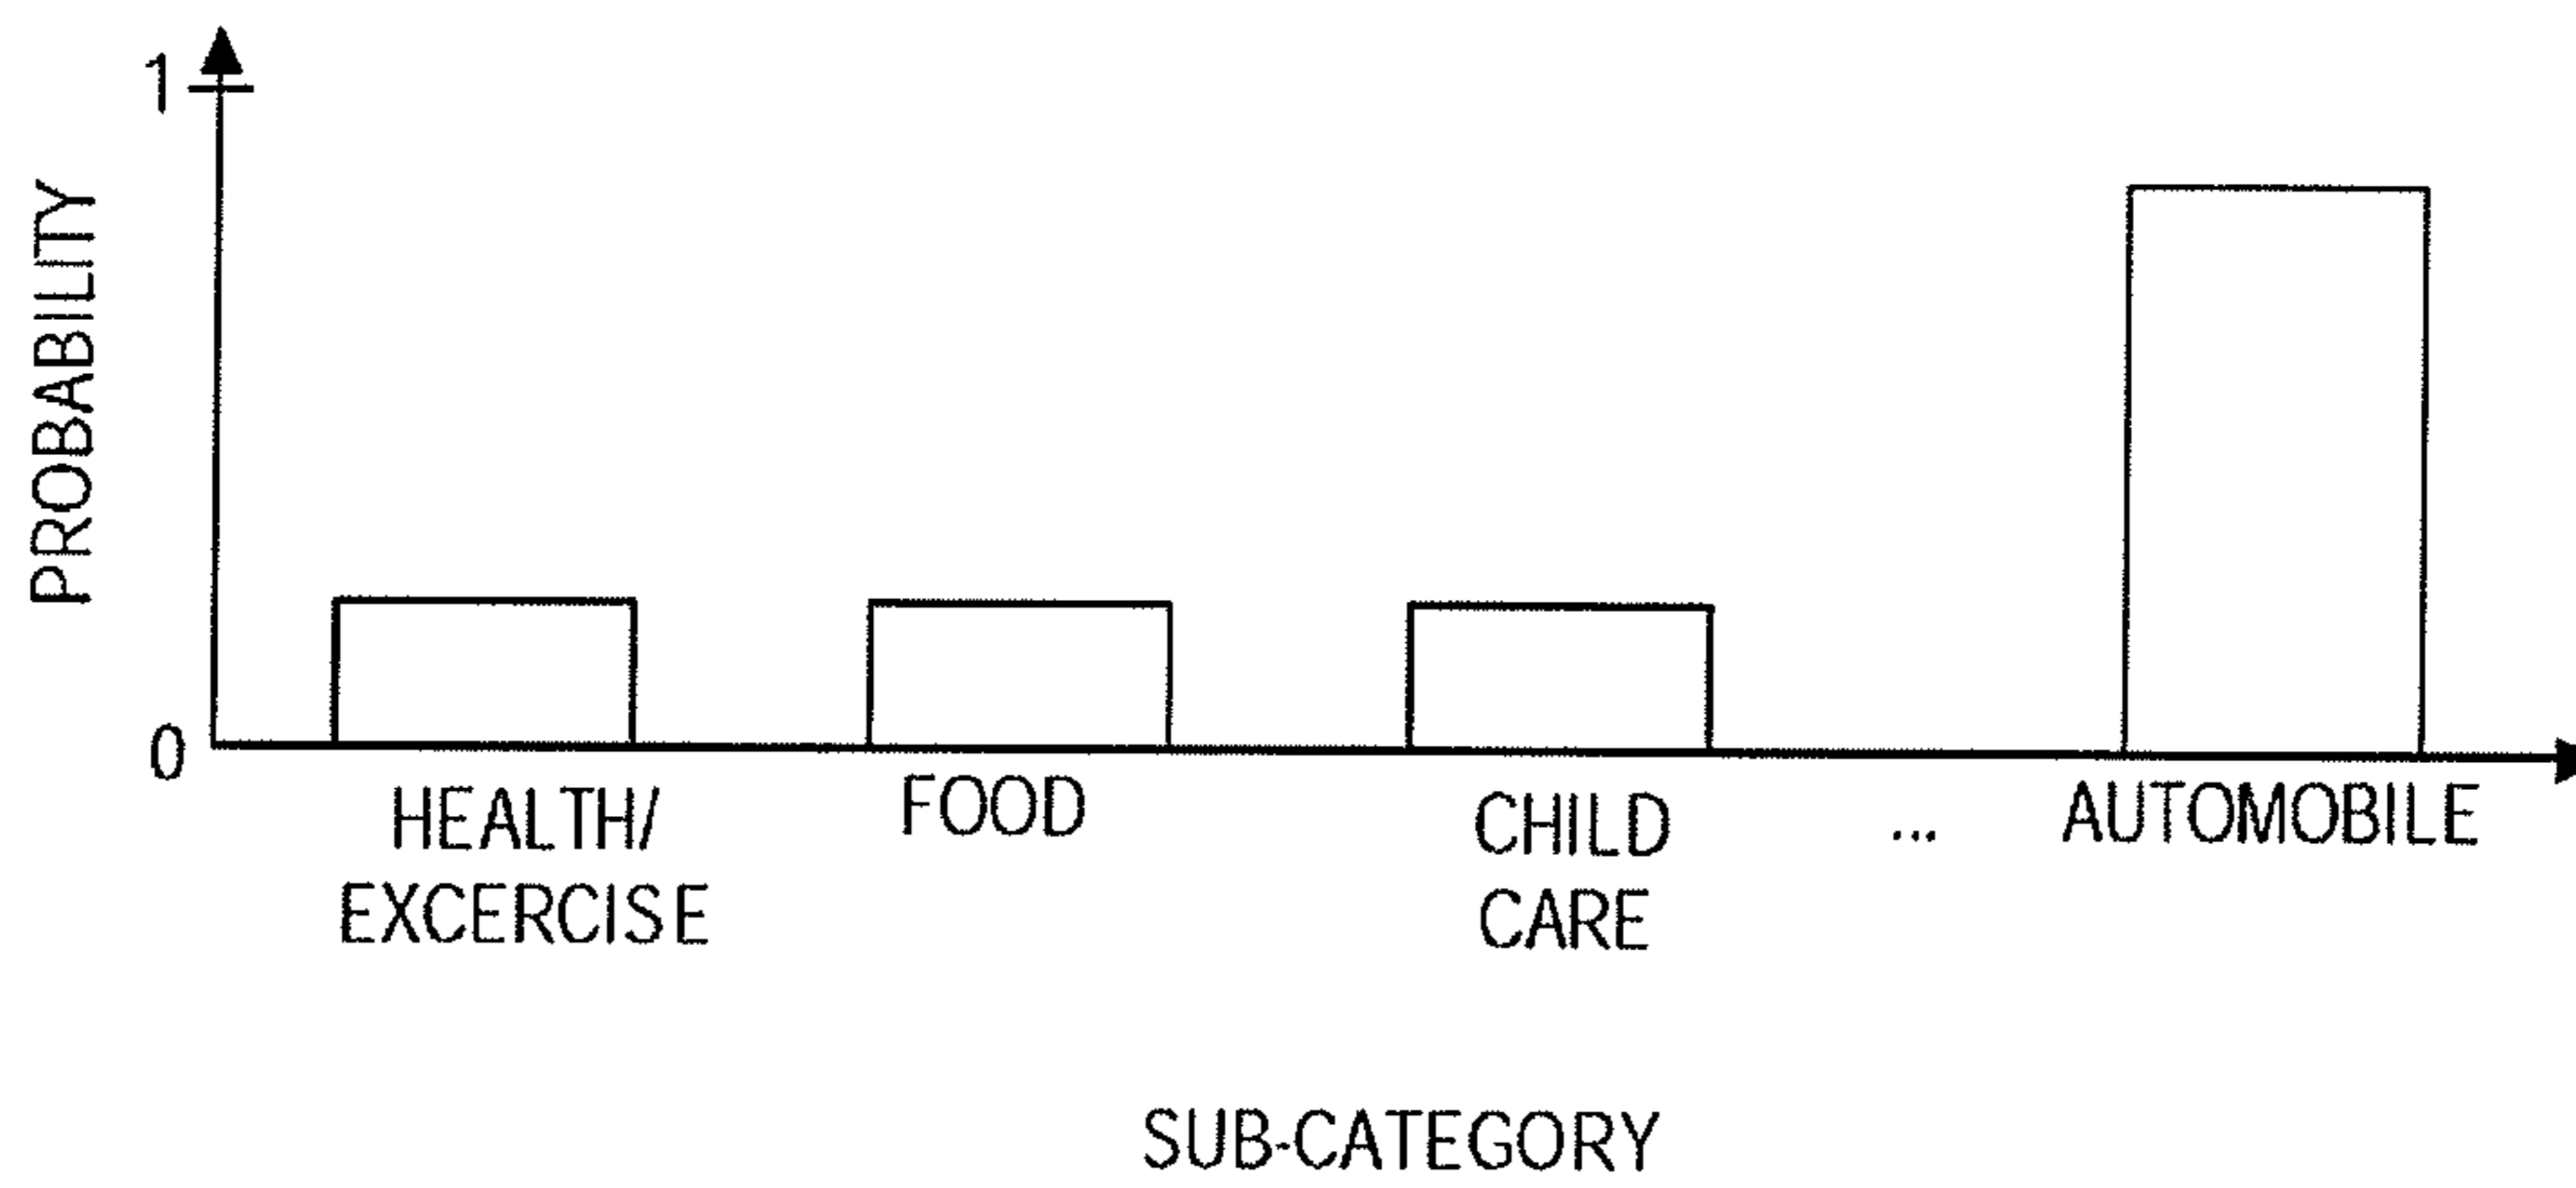 1
PROBABILITY
0
HEALTH/
EXCERCISE
FOOD
CHILD
CARE
...
AUTOMOBILE
SUB-CATEGORY